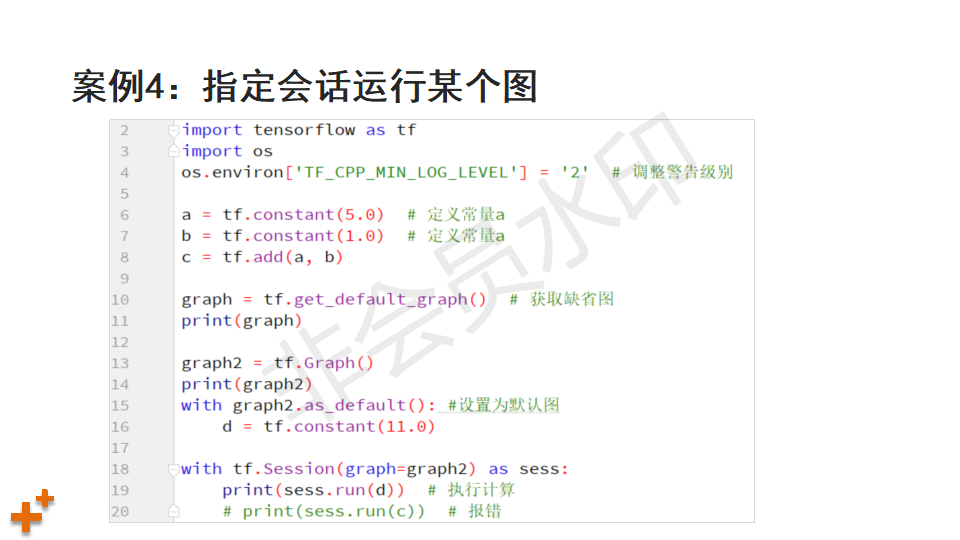 案例4：指定会话运行某个图
2 import tensorflow as tf
3 import os
4 os.environ['TF_CPP_MIN_LOG_LEVEL'] = '2'  # 调整警告级别
5
6 a = tf.constant(5.0)  # 定义常量a
7 b = tf.constant(1.0)  # 定义常量a
8 c = tf.add(a, b)
9
10 graph = tf.get_default_graph()  # 获取缺省图
11 print(graph)
12
13 graph2 = tf.Graph()
14 print(graph2)
15 with graph2.as_default(): #设置为默认图
16     d = tf.constant(11.0)
17
18 with tf.Session(graph=graph2) as sess:
19     print(sess.run(d))  # 执行计算
20     # print(sess.run(c))  # 报错
非会员水印